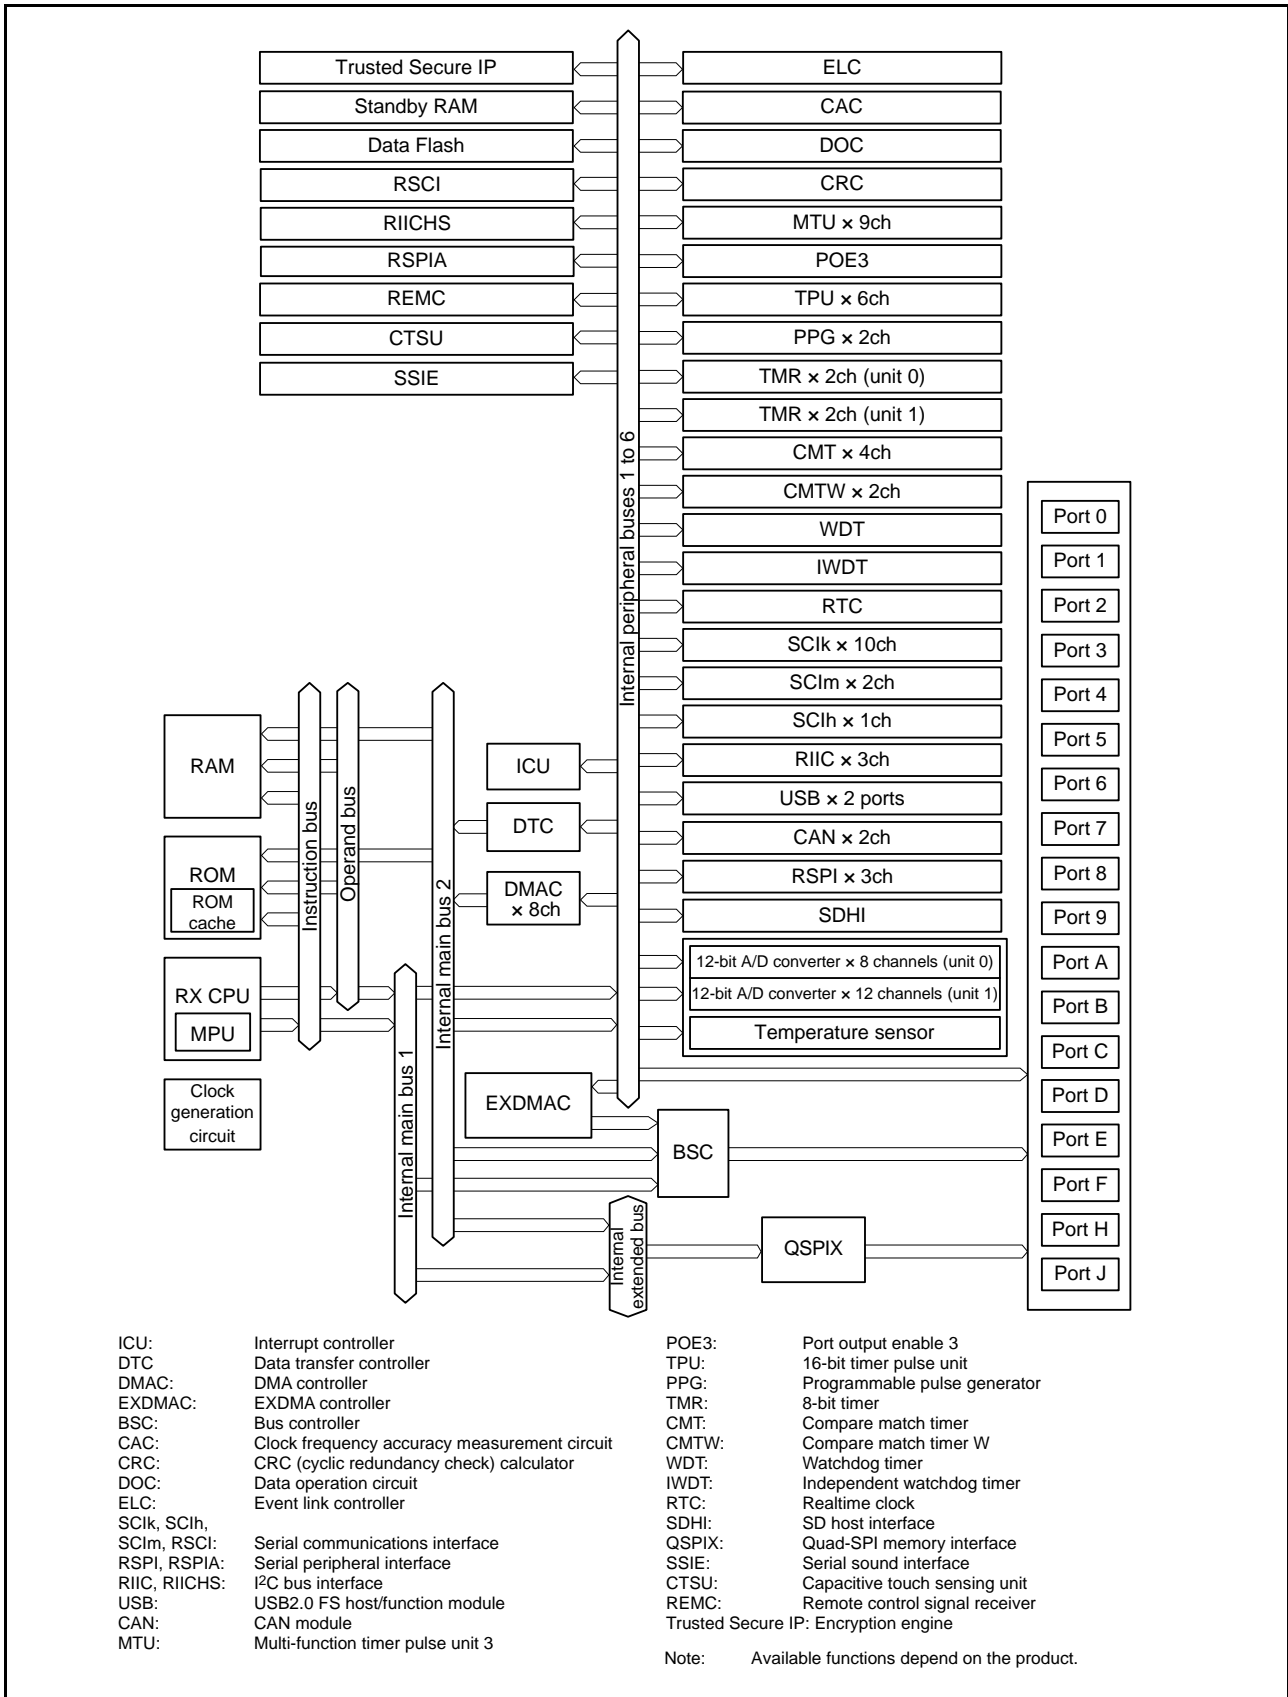 Trusted Secure IP
Standby RAM
Data Flash
RSCI
RIICHS
RSPIA
REMC
CTSU
SSIE
Internal peripheral buses 1 to 6
ELC
CAC
DOC
CRC
MTU × 9ch
POE3
TPU × 6ch
PPG × 2ch
TMR × 2ch (unit 0)
TMR × 2ch (unit 1)
CMT × 4ch
CMTW × 2ch
WDT
IWDT
RTC
SCIk × 10ch
SCIm × 2ch
SCIh × 1ch
RIIC × 3ch
USB × 2 ports
CAN × 2ch
RSPI × 3ch
SDHI
12-bit A/D converter × 8 channels (unit 0)
12-bit A/D converter × 12 channels (unit 1)
Temperature sensor
Port 0
Port 1
Port 2
Port 3
Port 4
Port 5
Port 6
Port 7
Port 8
Port 9
Port A
Port B
Port C
Port D
Port E
Port F
Port H
Port J
RAM
ROM
ROM
cache
RX CPU
MPU
Clock
generation
circuit
Instruction bus
Operand bus
Internal main bus 1
Internal main bus 2
ICU
DTC
DMAC
× 8ch
EXDMAC
BSC
Internal
extended bus
QSPIX
ICU: Interrupt controller
DTC Data transfer controller
DMAC: DMA controller
EXDMAC: EXDMA controller
BSC: Bus controller
CAC: Clock frequency accuracy measurement circuit
CRC: CRC (cyclic redundancy check) calculator
DOC: Data operation circuit
ELC: Event link controller
SCIk, SCIh,
SCIm, RSCI: Serial communications interface
RSPI, RSPIA: Serial peripheral interface
RIIC, RIICHS: I2C bus interface
USB: USB2.0 FS host/function module
CAN: CAN module
MTU: Multi-function timer pulse unit 3
POE3: Port output enable 3
TPU: 16-bit timer pulse unit
PPG: Programmable pulse generator
TMR: 8-bit timer
CMT: Compare match timer
CMTW: Compare match timer W
WDT: Watchdog timer
IWDT: Independent watchdog timer
RTC: Realtime clock
SDHI: SD host interface
QSPIX: Quad-SPI memory interface
SSIE: Serial sound interface
CTSU: Capacitive touch sensing unit
REMC: Remote control signal receiver
Trusted Secure IP: Encryption engine
Note: Available functions depend on the product.